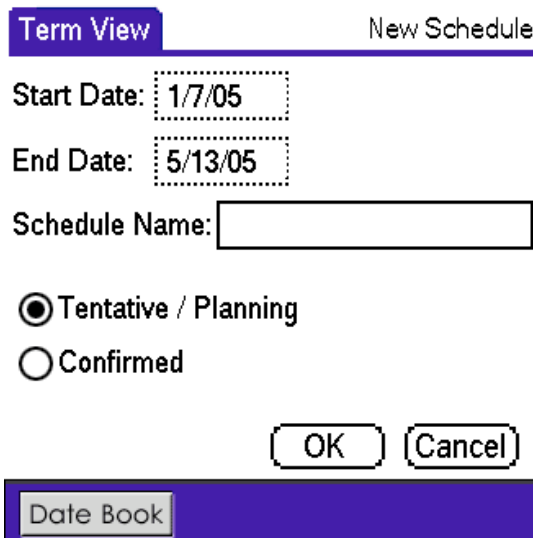 Term View New Schedule
Start Date: 1/7/05
End Date: 5/13/05
Schedule Name:
Tentative / Planning
Confirmed
OK Cancel
Date Book